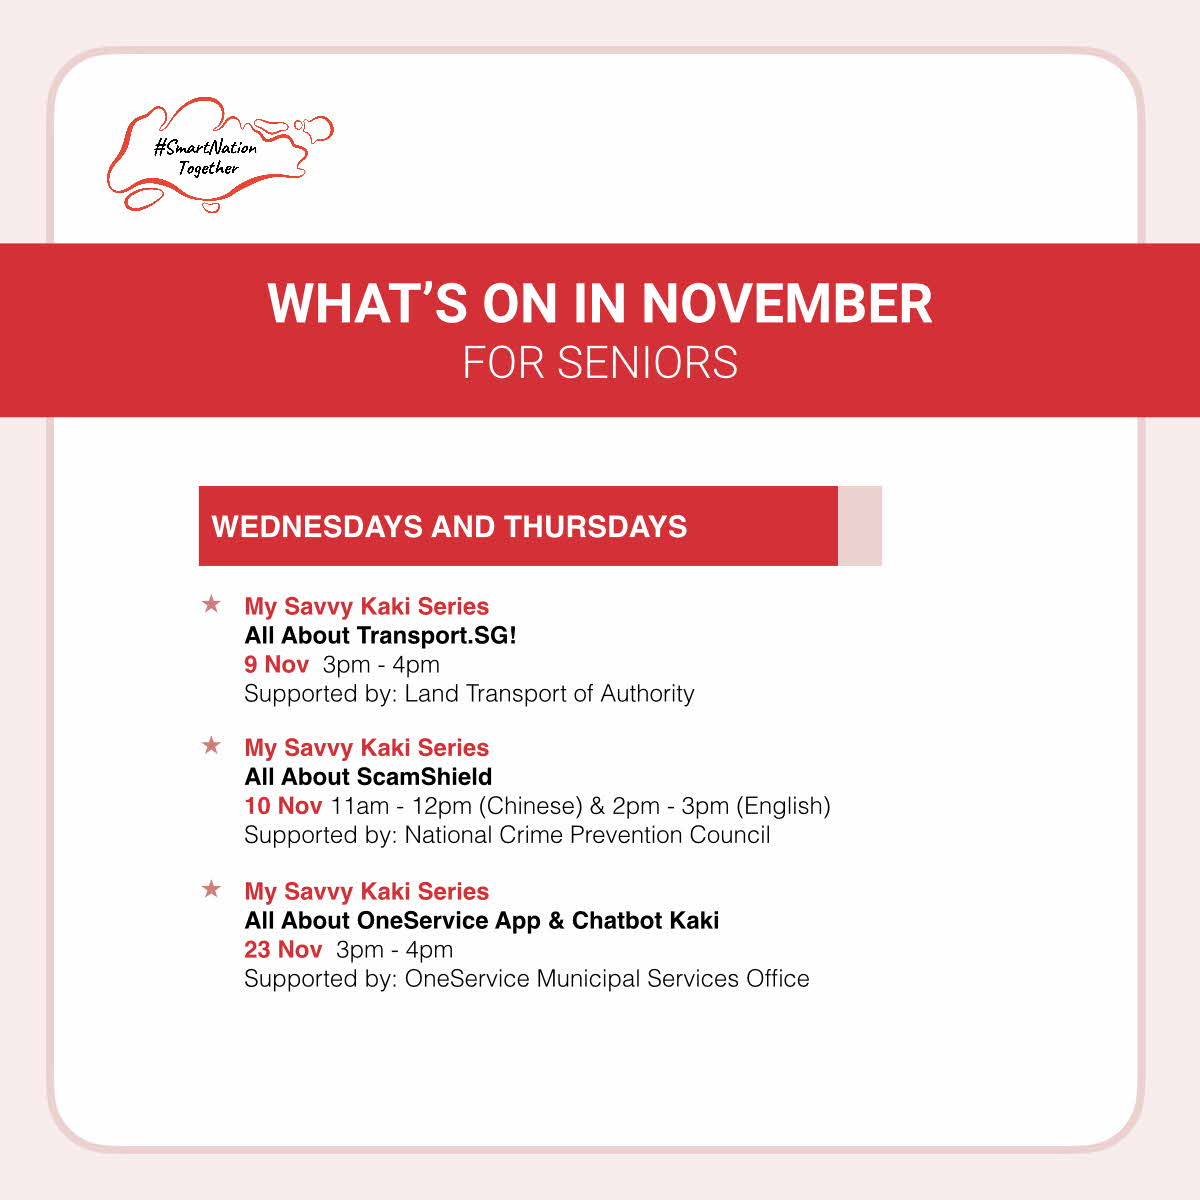 #SmartNation
Together
WHAT’S ON IN NOVEMBER
FOR SENIORS
WEDNESDAYS AND THURSDAYS
★ My Savvy Kaki Series
All About Transport.SG!
9 Nov 3pm - 4pm
Supported by: Land Transport of Authority
★ My Savvy Kaki Series
All About ScamShield
10 Nov 11am - 12pm (Chinese) & 2pm - 3pm (English)
Supported by: National Crime Prevention Council
★ My Savvy Kaki Series
All About OneService App & Chatbot Kaki
23 Nov 3pm - 4pm
Supported by: OneService Municipal Services Office